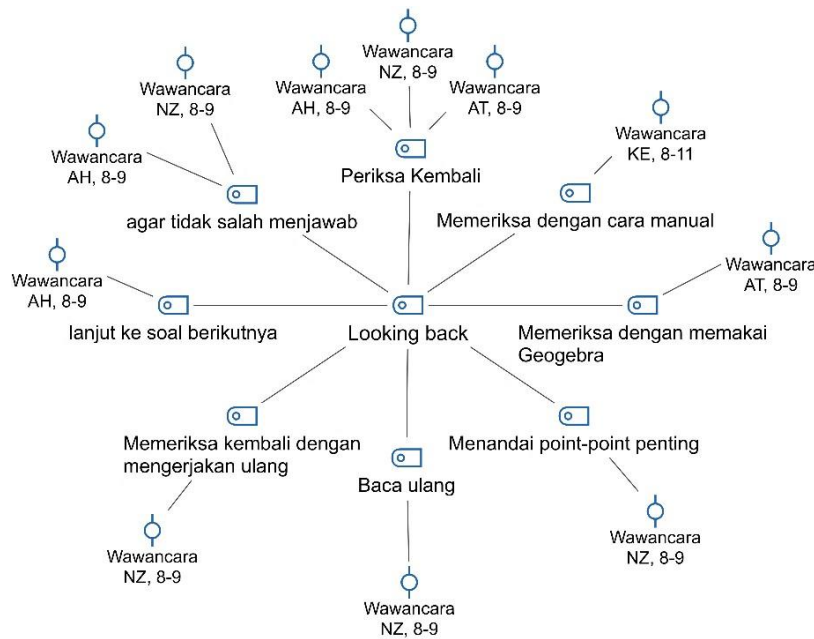 Wawancara
NZ, 8-9
Wawancara
NZ, 8-9
Wawancara
AH, 8-9
Wawancara
AT, 8-9
Wawancara
KE, 8-11
Wawancara
AH, 8-9
Periksa Kembali
agar tidak salah menjawab
Memeriksa dengan cara manual
Wawancara
AH, 8-9
Wawancara
AT, 8-9
lanjut ke soal berikutnya
Looking back
Memeriksa dengan memakai
Geogebra
Memeriksa kembali dengan
mengerjakan ulang
Baca ulang
Menandai point-point penting
Wawancara
NZ, 8-9
Wawancara
NZ, 8-9
Wawancara
NZ, 8-9